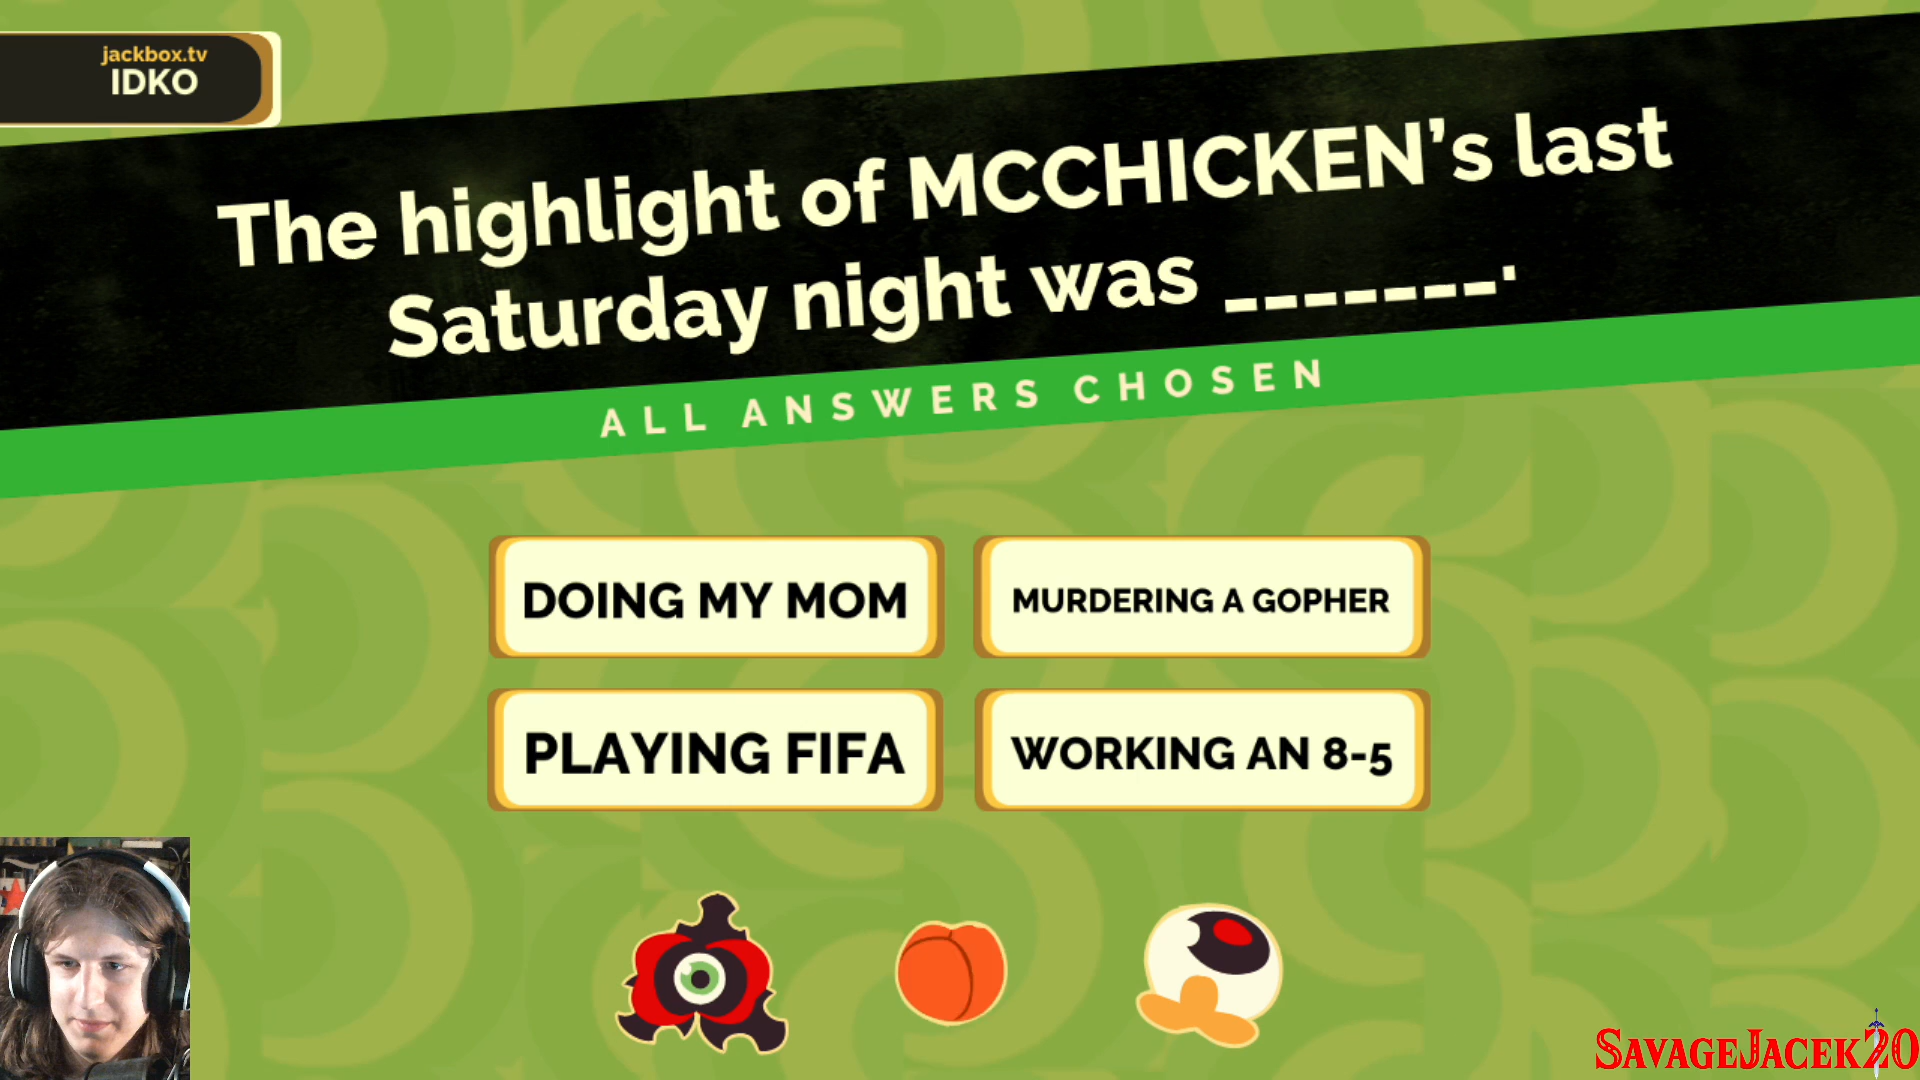 jackbox.tv
IDKO
The highlight of MCCHICKEN's last
Saturday night was _______.
ALL ANSWERS CHOSEN
DOING MY MOM
MURDERING A GOPHER
PLAYING FIFA
WORKING AN 8-5
SAVAGEJACEK20